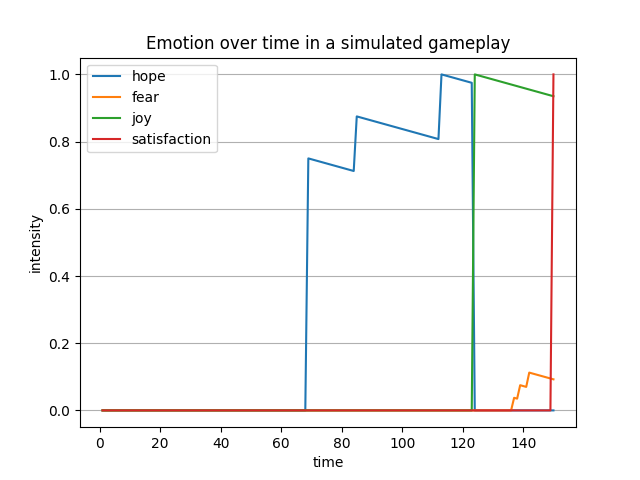 Emotion over time in a simulated gameplay
hope
fear
joy
satisfaction
1.0
0.8
0.6
0.4
0.2
0.0
intensity
0 20 40 60 80 100 120 140
time